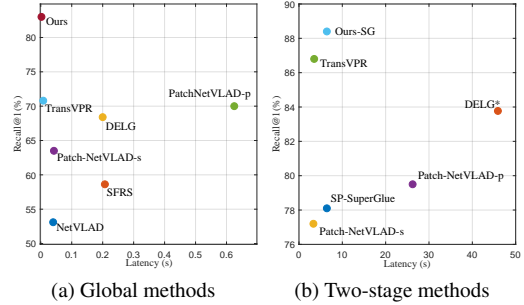 Recall@1(%)
80
75
70
65
60
55
50
Ours
TransVPR
PatchNetVLAD-p
DELG
Patch-NetVLAD-s
SFRS
NetVLAD
0 0.1 0.2 0.3 0.4 0.5 0.6
Latency (s)
(a) Global methods
Recall@1(%)
90
88
86
84
82
80
78
76
Ours-SG
TransVPR
DELG*
Patch-NetVLAD-p
SP-SuperGlue
Patch-NetVLAD-s
0 10 20 30 40 50
Latency (s)
(b) Two-stage methods